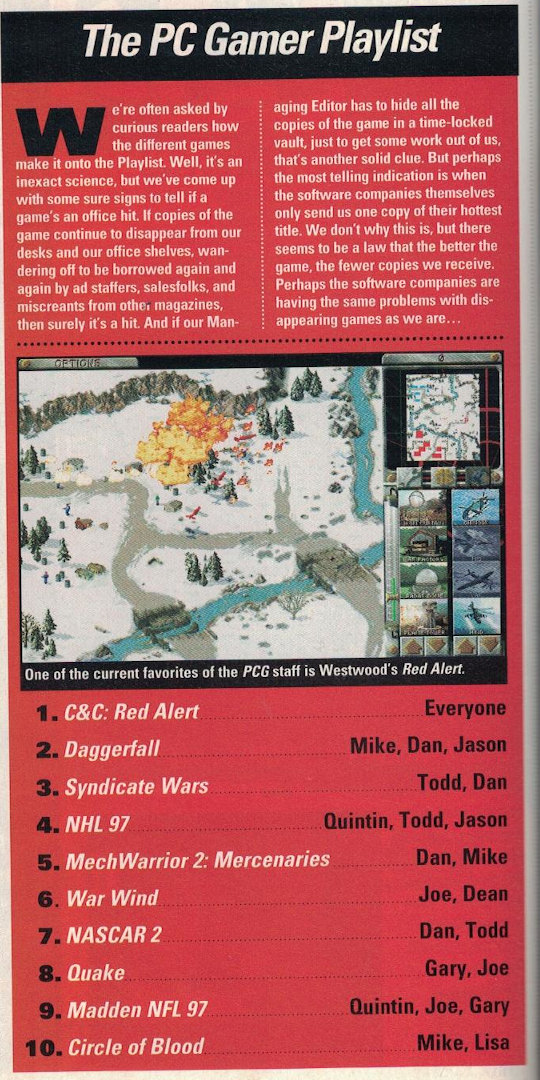 The PC Gamer Playlist
We're often asked by
curious readers how
the different games
make it onto the Playlist. Well, it's an
inexact science, but we've come up
with some sure signs to tell if a
game's an office hit. If copies of the
game continue to disappear from our
desks and our office shelves, wan-
dering off to be borrowed again and
again by ad staffers, salesfolks, and
miscreants from other magazines,
then surely it's a hit. And if our Man-
aging Editor has to hide all the
copies of the game in a time-locked
vault, just to get some work out of us,
that's another solid clue. But perhaps
the most telling indication is when
the software companies themselves
only send us one copy of their hottest
title. We don't why this is, but there
seems to be a law that the better the
game, the fewer copies we receive.
Perhaps the software companies are
having the same problems with dis-
appearing games as we are...
OPTIONS
0
One of the current favorites of the PCG staff is Westwood's Red Alert.
1. C&C: Red Alert Everyone
2. Daggerfall Mike, Dan, Jason
3. Syndicate Wars Todd, Dan
4. NHL 97 Quintin, Todd, Jason
5. MechWarrior 2: Mercenaries Dan, Mike
6. War Wind Joe, Dean
7. NASCAR 2 Dan, Todd
8. Quake Gary, Joe
9. Madden NFL 97 Quintin, Joe, Gary
10. Circle of Blood Mike, Lisa